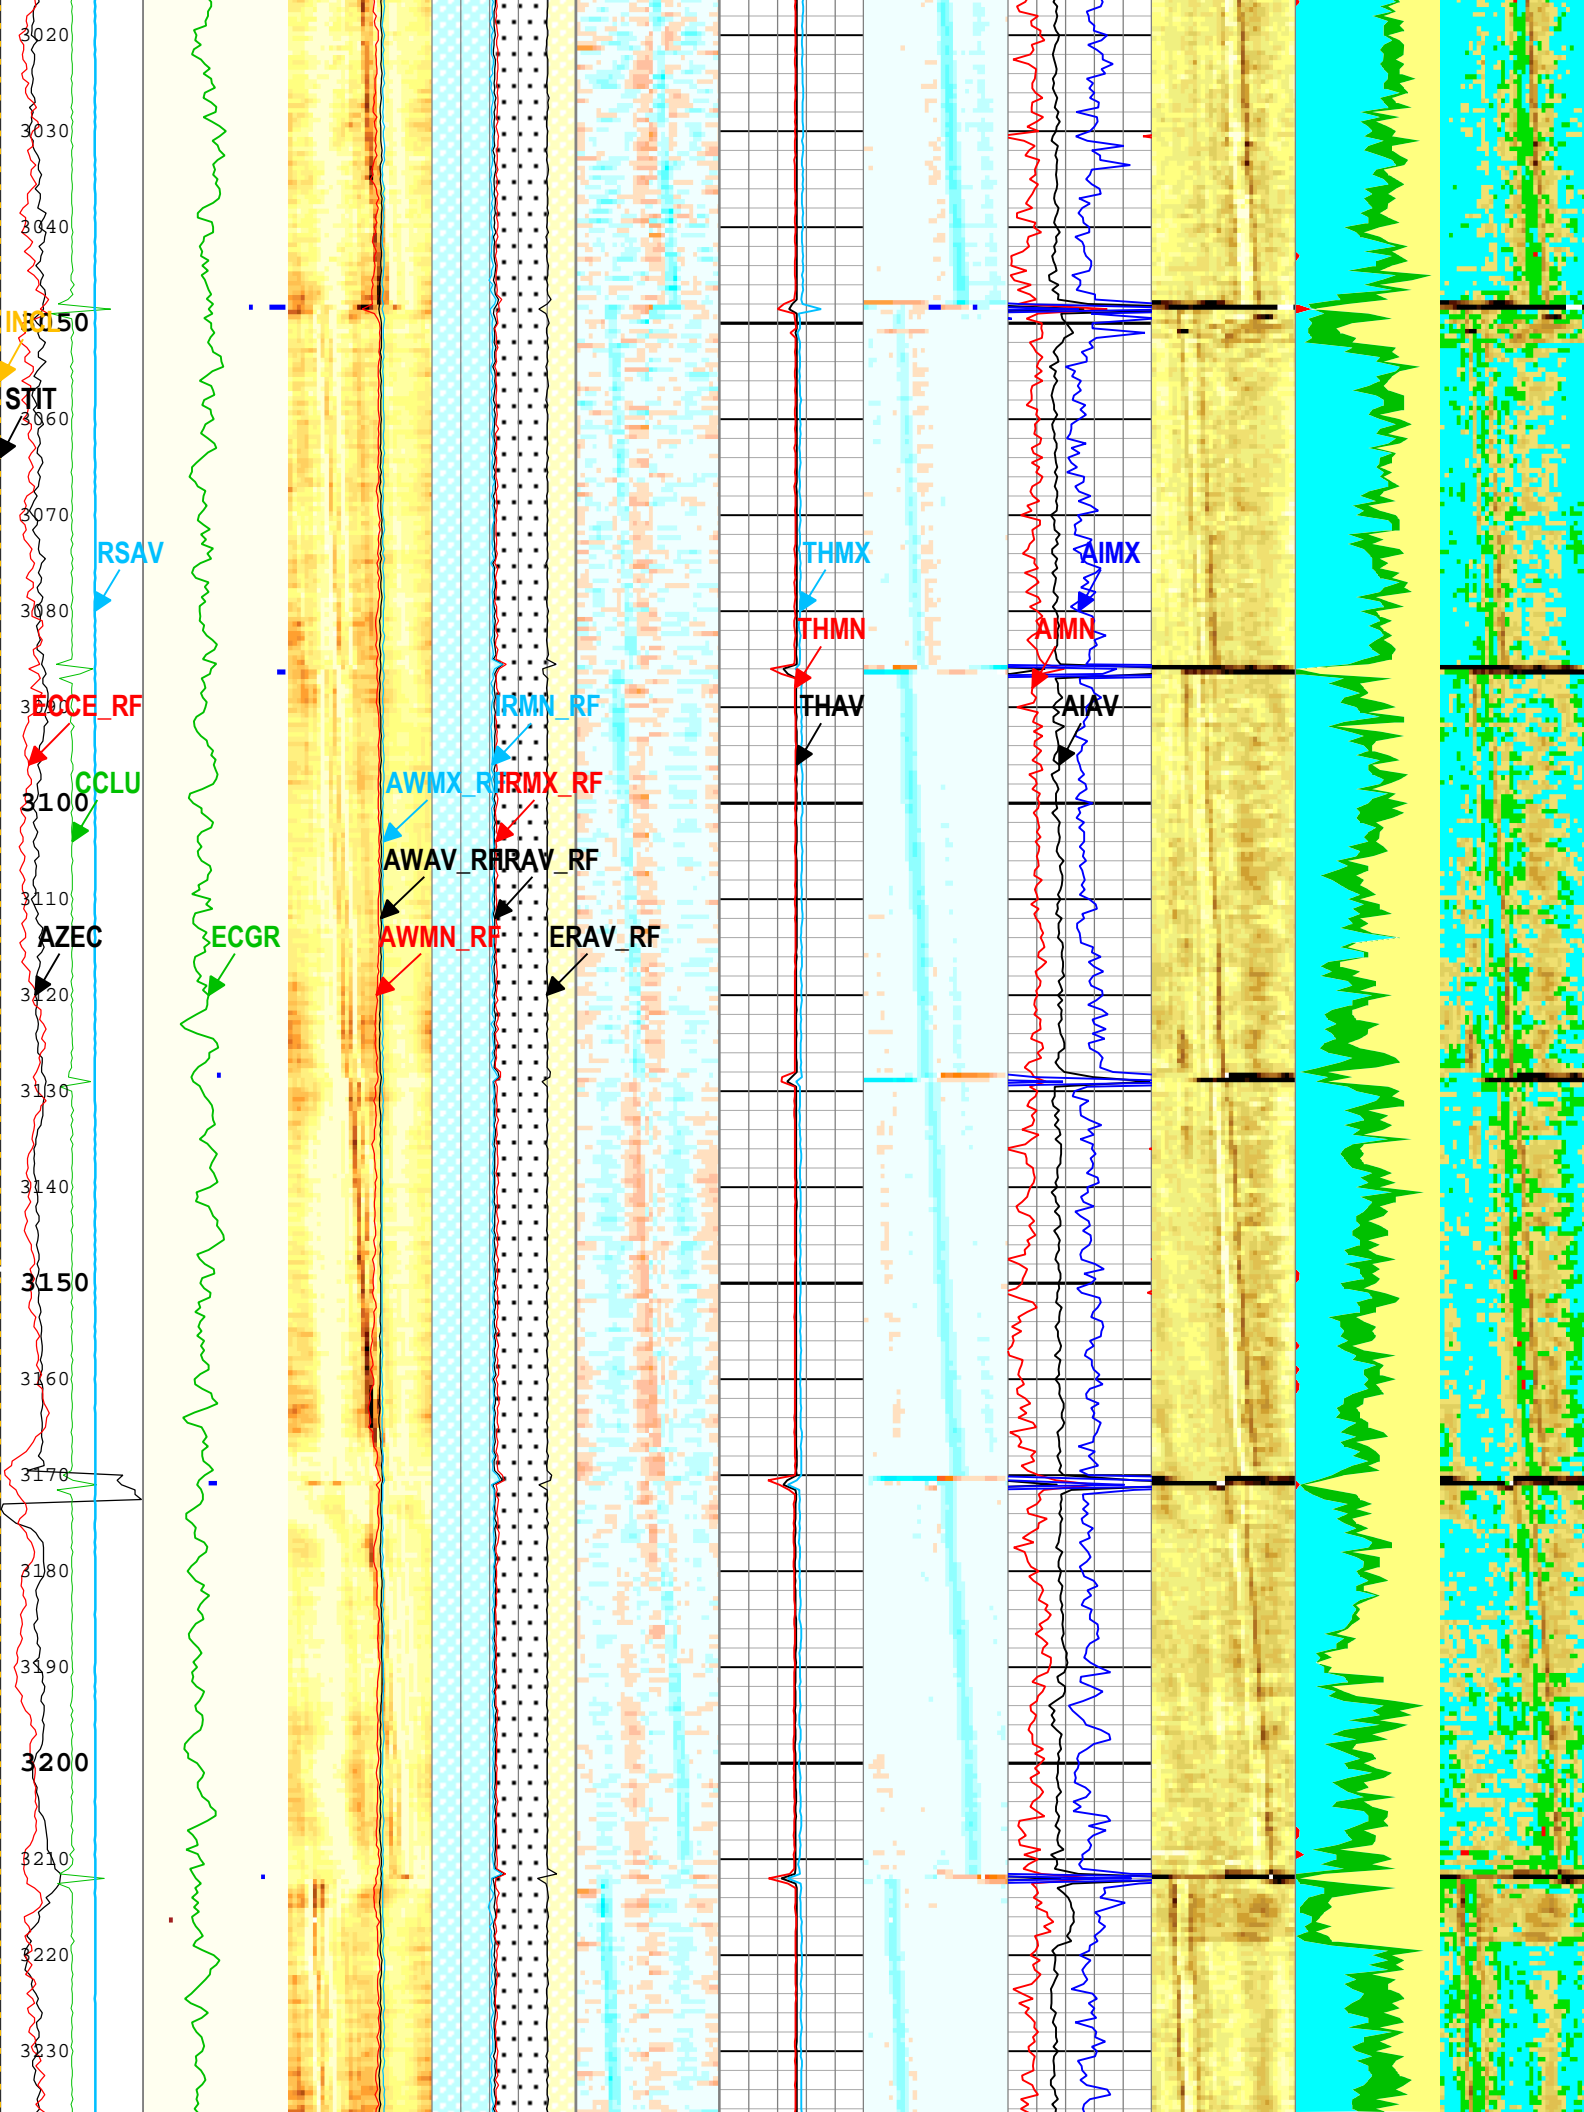 3020
3030
3040
INCL
3050
STIT
3060
3070
RSAV THMX AIMX
3080
THMN AIMN
ECCE_RF IRMN_RF THAV AIAV
3090
CCLU AWMX_RF IRMX_RF
3100
AWAV_RF IRAV_RF
3110
AZEC ECGR AWMN_RF ERAV_RF
3120
3130
3140
3150
3160
3170
3180
3190
3200
3210
3220
3230